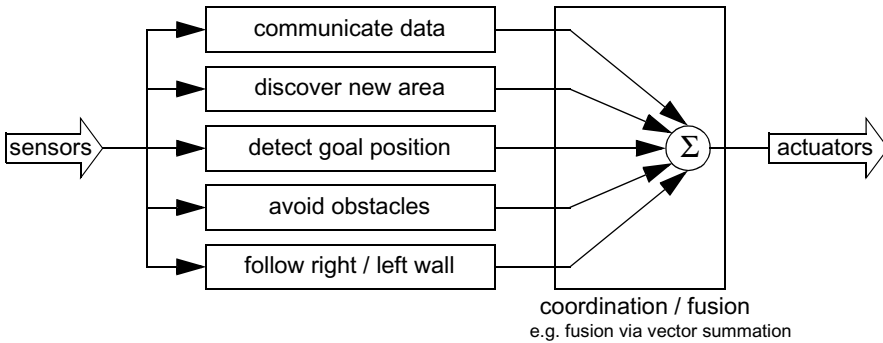 communicate data
discover new area
sensors
detect goal position
Σ
actuators
avoid obstacles
follow right / left wall
coordination / fusion
e.g. fusion via vector summation